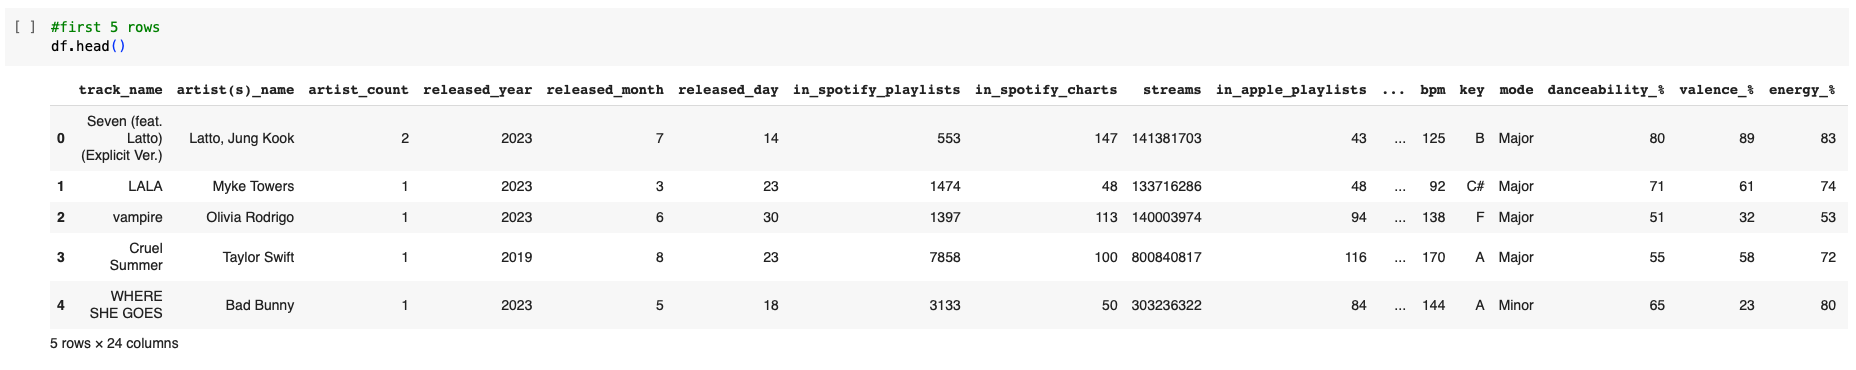 [ ] #first 5 rows
df.head()
track_name artist(s)_name artist_count released_year released_month released_day in_spotify_playlists in_spotify_charts streams in_apple_playlists ... bpm key mode danceability_% valence_% energy_%
0 Seven (feat. Latto) (Explicit Ver.) Latto, Jung Kook 2 2023 7 14 553 147 141381703 43 ... 125 B Major 80 89 83
1 LALA Myke Towers 1 2023 3 23 1474 48 133716286 48 ... 92 C# Major 71 61 74
2 vampire Olivia Rodrigo 1 2023 6 30 1397 113 140003974 94 ... 138 F Major 51 32 53
3 Cruel Summer Taylor Swift 1 2019 8 23 7858 100 800840817 116 ... 170 A Major 55 58 72
4 WHERE SHE GOES Bad Bunny 1 2023 5 18 3133 50 303236322 84 ... 144 A Minor 65 23 80
5 rows × 24 columns